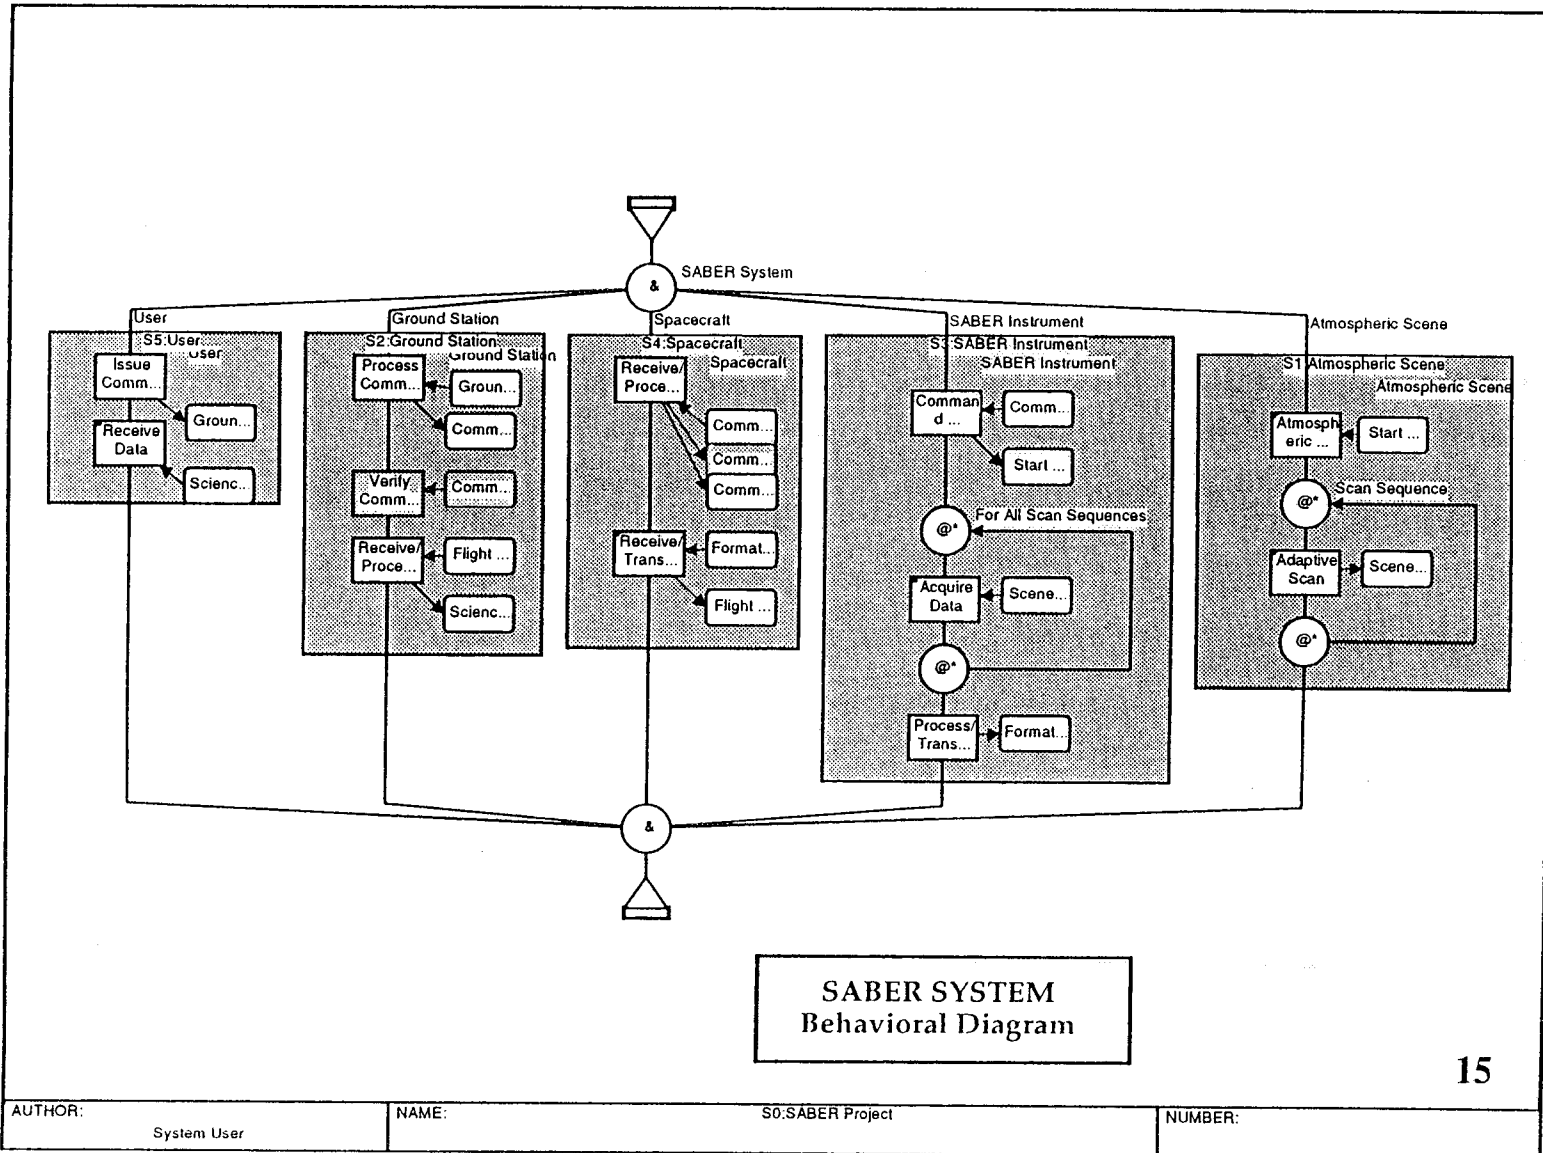 &
SABER System
User
S5:User
User
Issue
Comm...
Groun...
Receive
Data
Scienc...
Ground Station
S2:Ground Station
Ground Station
Process
Comm...
Groun...
Comm...
Verify
Comm...
Comm...
Receive/
Proce...
Flight ...
Scienc...
Spacecraft
S4:Spacecraft
Spacecraft
Receive/
Proce...
Comm...
Comm...
Comm...
Receive/
Trans...
Format...
Flight ...
SABER Instrument
S3:SABER Instrument
SABER Instrument
Comman
d ...
Comm...
Start ...
@*
For All Scan Sequences
Acquire
Data
Scene...
@*
Process/
Trans...
Format...
Atmospheric Scene
S1:Atmospheric Scene
Atmospheric Scene
Atmosph
eric ...
Start ...
@*
Scan Sequence
Adaptive
Scan
Scene...
@*
&
SABER SYSTEM
Behavioral Diagram
15
AUTHOR:
System User
NAME:
S0:SABER Project
NUMBER: